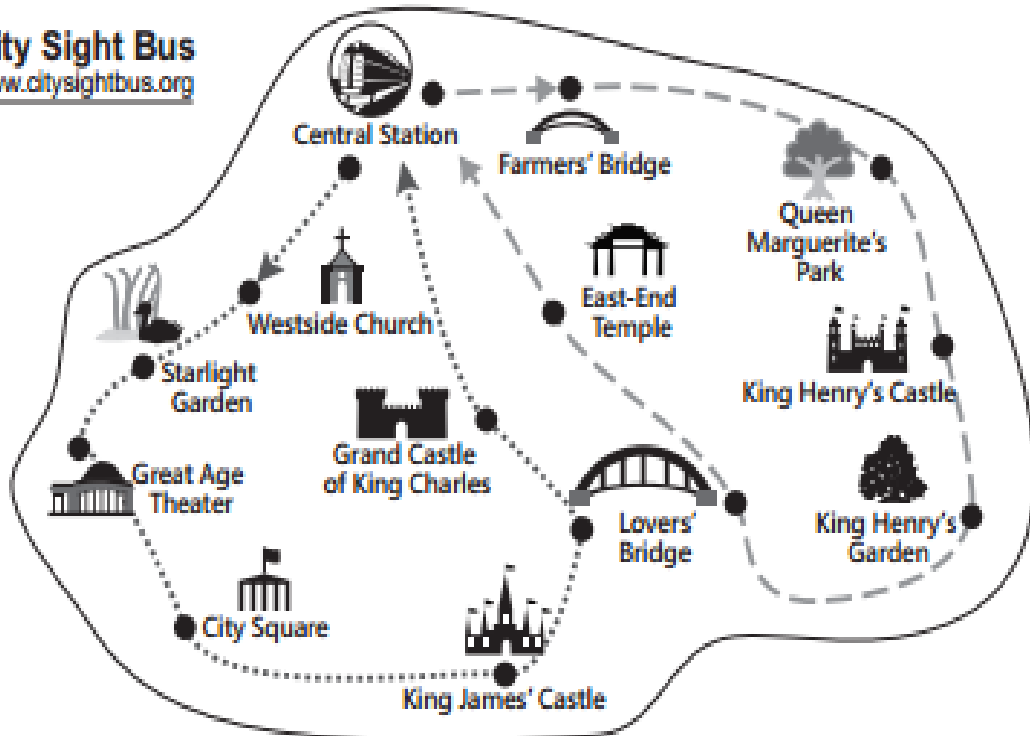 ity Sight Bus
w.citysightbus.org
Central Station
Farmers' Bridge
Queen
Marguerite's
Park
East-End
Temple
Westside Church
Starlight
Garden
King Henry's Castle
Grand Castle
of King Charles
Great Age
Theater
Lovers'
Bridge
King Henry's
Garden
City Square
King James' Castle